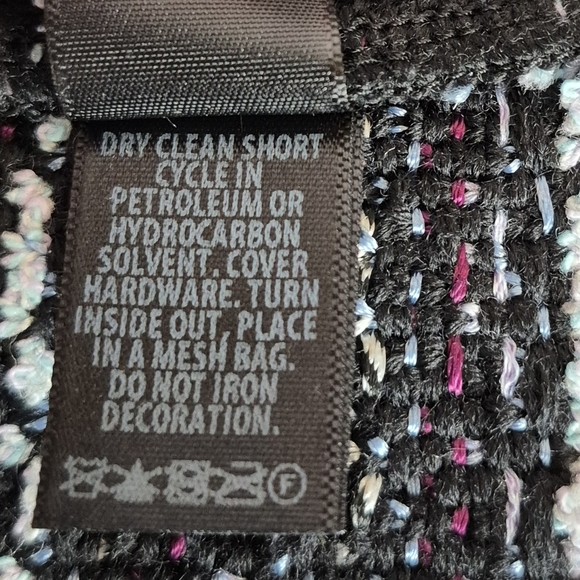 DRY CLEAN SHORT
CYCLE IN
PETROLEUM OR
HYDROCARBON
SOLVENT. COVER
HARDWARE. TURN
INSIDE OUT. PLACE
IN A MESH BAG.
DO NOT IRON
DECORATION.
F